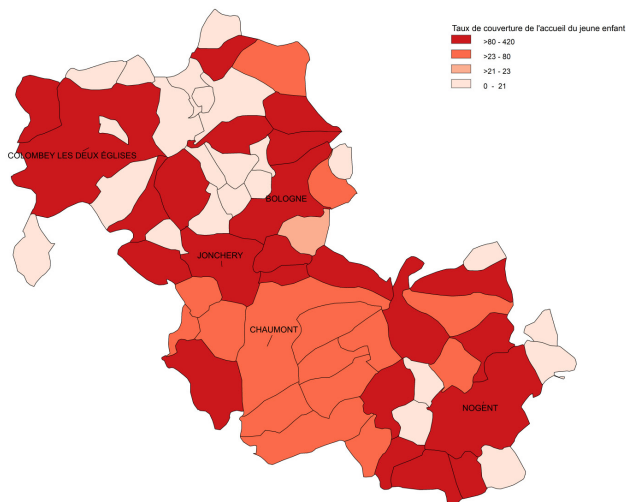 Taux de couverture de l'accueil du jeune enfant
>80 - 420
>23 - 80
>21 - 23
0 - 21
COLOMBEY LES DEUX ÉGLISES
BOLOGNE
JONCHERY
CHAUMONT
NOGENT